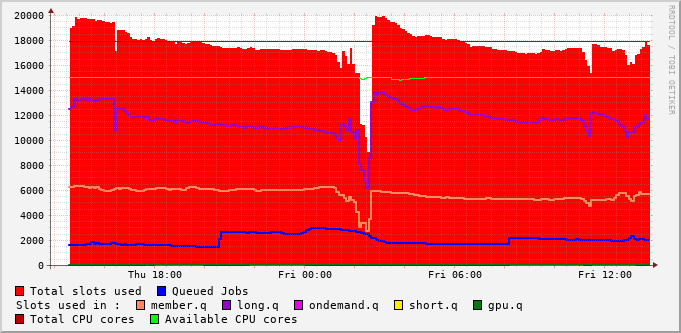 20000
18000
16000
14000
12000
10000
8000
6000
4000
2000
0
Thu 18:00 Fri 00:00 Fri 06:00 Fri 12:00
Total slots used Queued Jobs
Slots used in : member.q long.q ondemand.q short.q gpu.q
Total CPU cores Available CPU cores
RRDTOOL / TOBI OETIKER